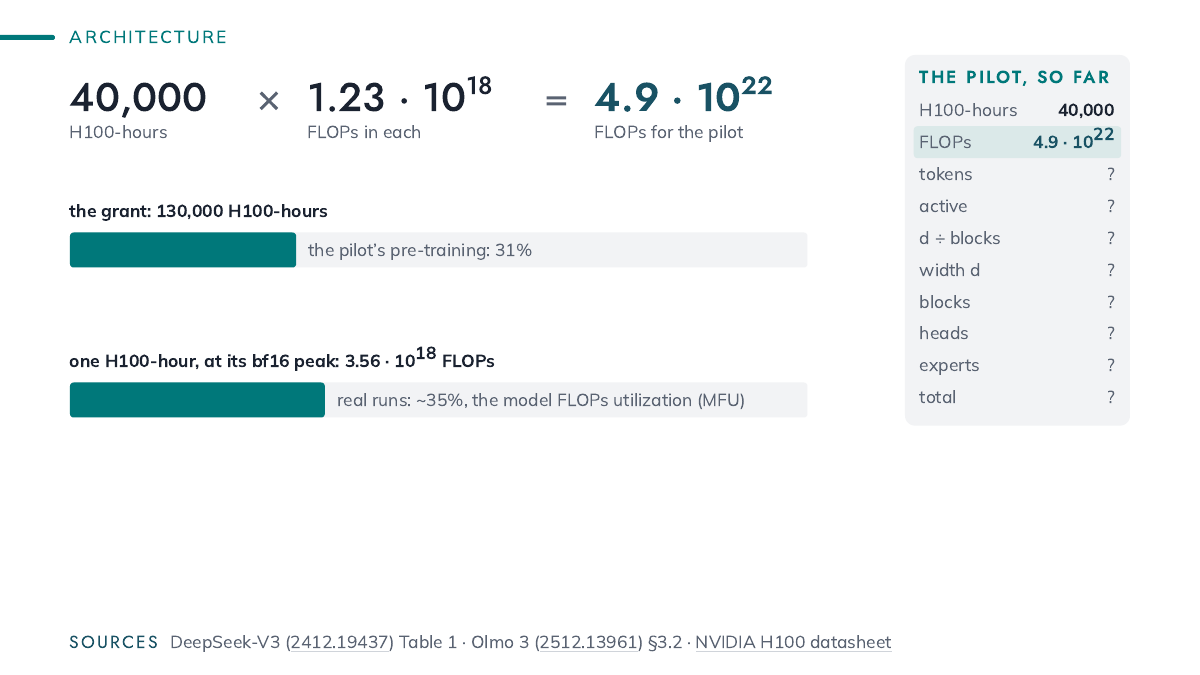 ARCHITECTURE
40,000 × 1.23 · 10^18 = 4.9 · 10^22
H100-hours FLOPs in each FLOPs for the pilot
the grant: 130,000 H100-hours
the pilot’s pre-training: 31%
one H100-hour, at its bf16 peak: 3.56 · 10^18 FLOPs
real runs: ~35%, the model FLOPs utilization (MFU)
THE PILOT, SO FAR
H100-hours 40,000
FLOPs 4.9 · 10^22
tokens ?
active ?
d ÷ blocks ?
width d ?
blocks ?
heads ?
experts ?
total ?
SOURCES DeepSeek-V3 (2412.19437) Table 1 · Olmo 3 (2512.13961) §3.2 · NVIDIA H100 datasheet